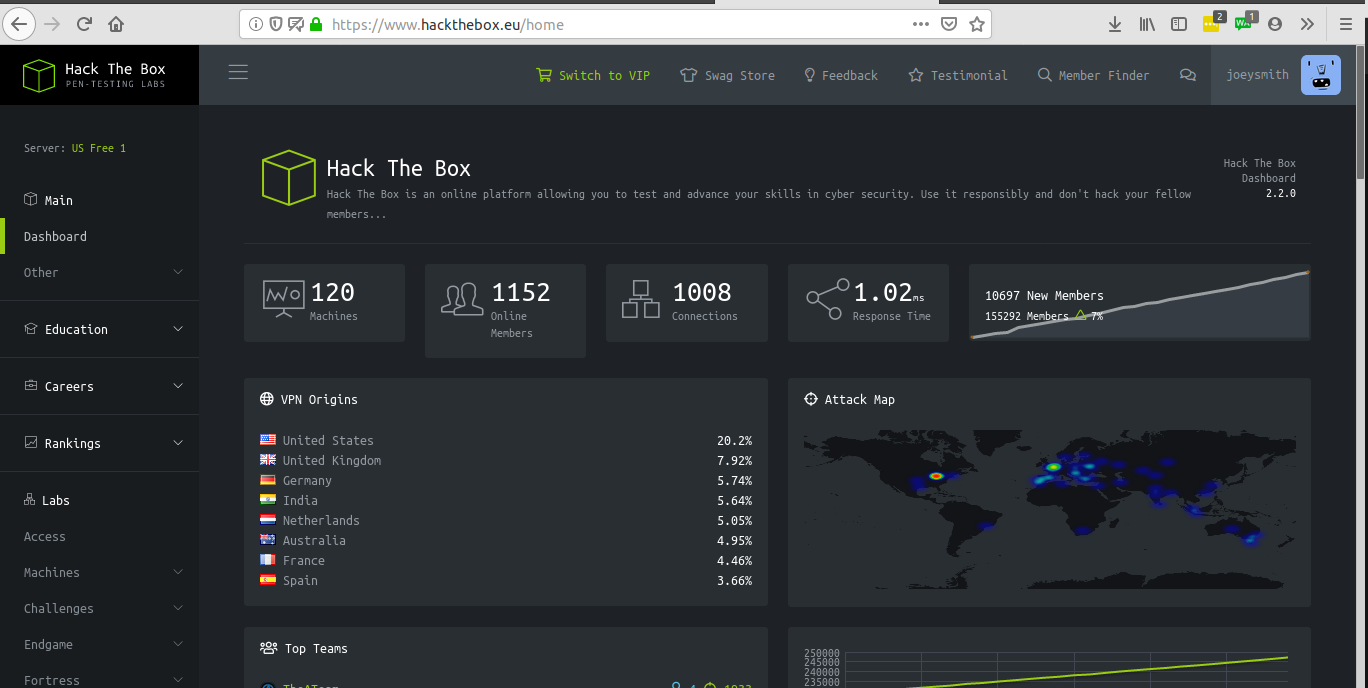 https://www.hackthebox.eu/home
2
1
Hack The Box
PEN-TESTING LABS
Switch to VIP
Swag Store
Feedback
Testimonial
Member Finder
joeysmith
Server: US Free 1
Main
Dashboard
Other
Education
Careers
Rankings
Labs
Access
Machines
Challenges
Endgame
Fortress
Hack The Box
Hack The Box is an online platform allowing you to test and advance your skills in cyber security. Use it responsibly and don't hack your fellow
members...
Hack The Box
Dashboard
2.2.0
120
Machines
1152
Online
Members
1008
Connections
1.02ms
Response Time
10697 New Members
155292 Members 7%
VPN Origins
United States 20.2%
United Kingdom 7.92%
Germany 5.74%
India 5.64%
Netherlands 5.05%
Australia 4.95%
France 4.46%
Spain 3.66%
Attack Map
Top Teams
250000
245000
240000
235000